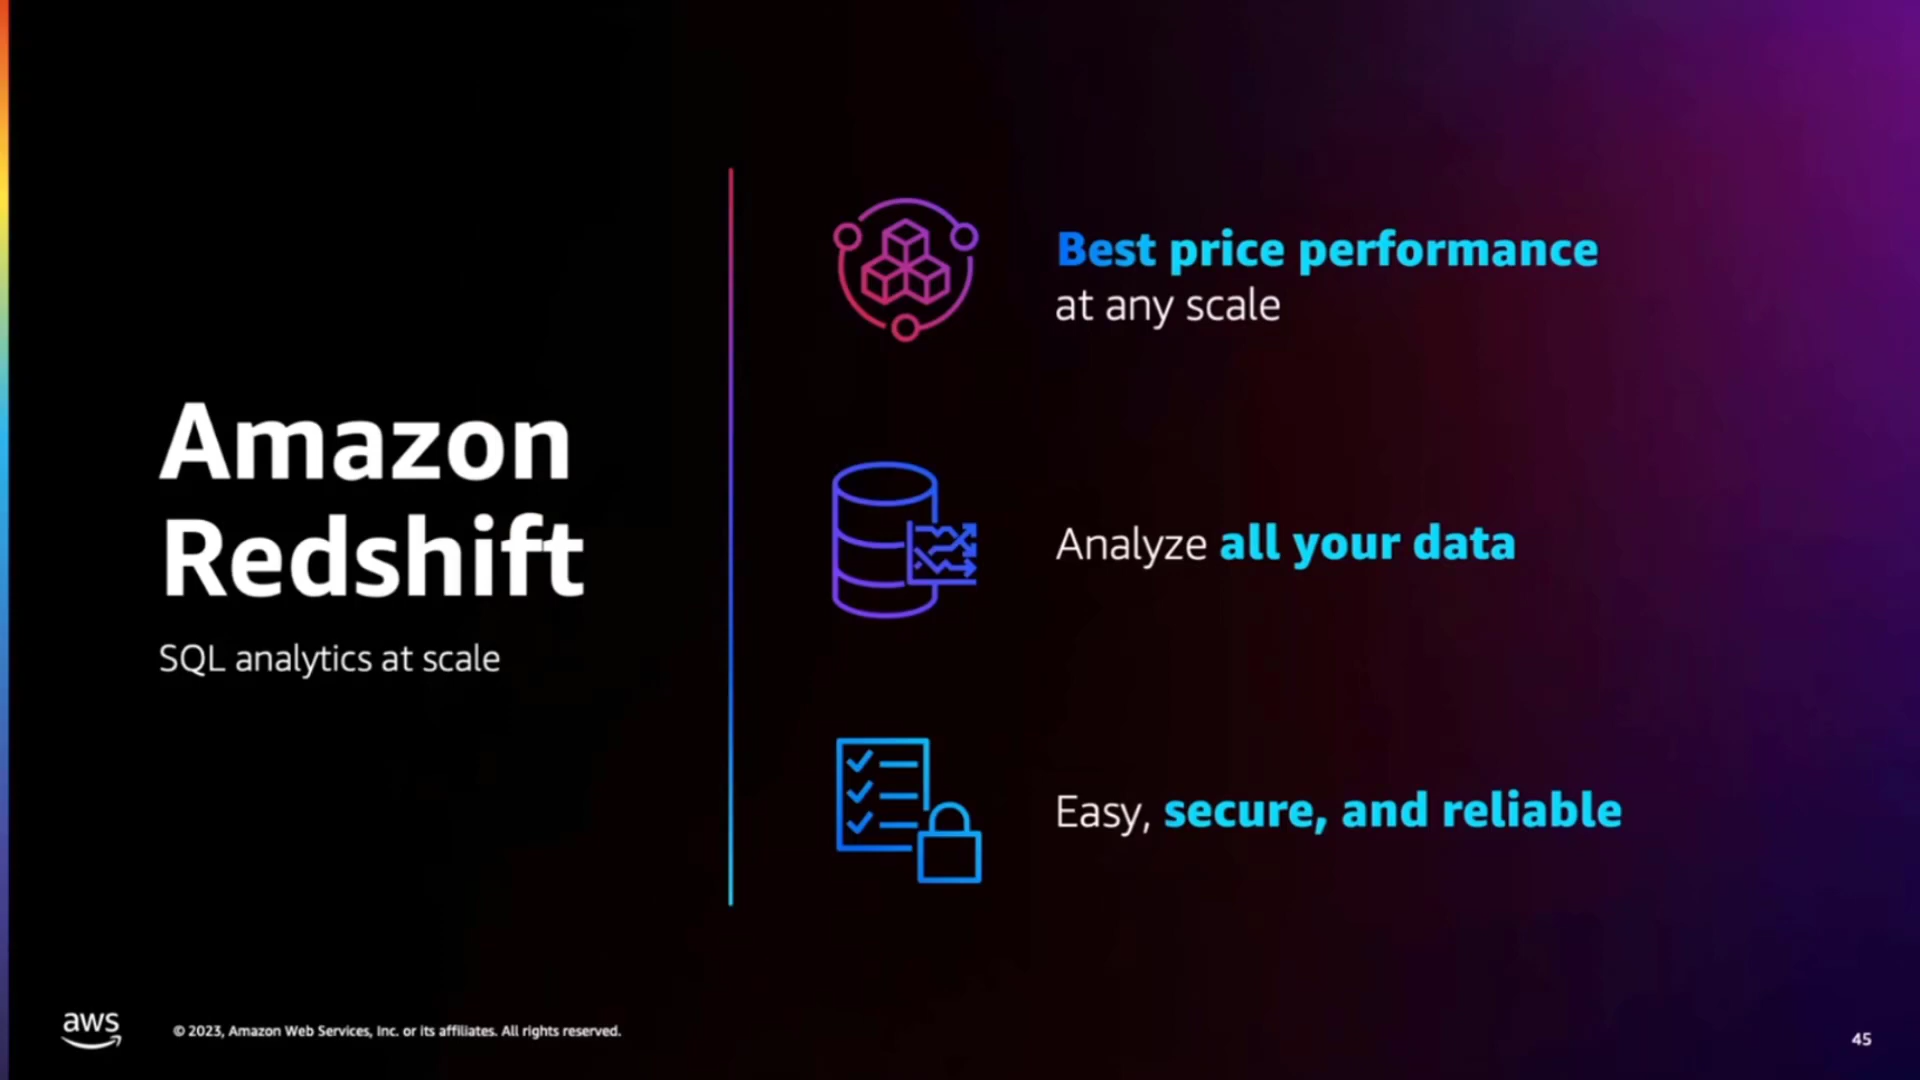 Amazon
Redshift
SQL analytics at scale
Best price performance
at any scale
Analyze all your data
Easy, secure, and reliable
aws
© 2023, Amazon Web Services, Inc. or its affiliates. All rights reserved.
45